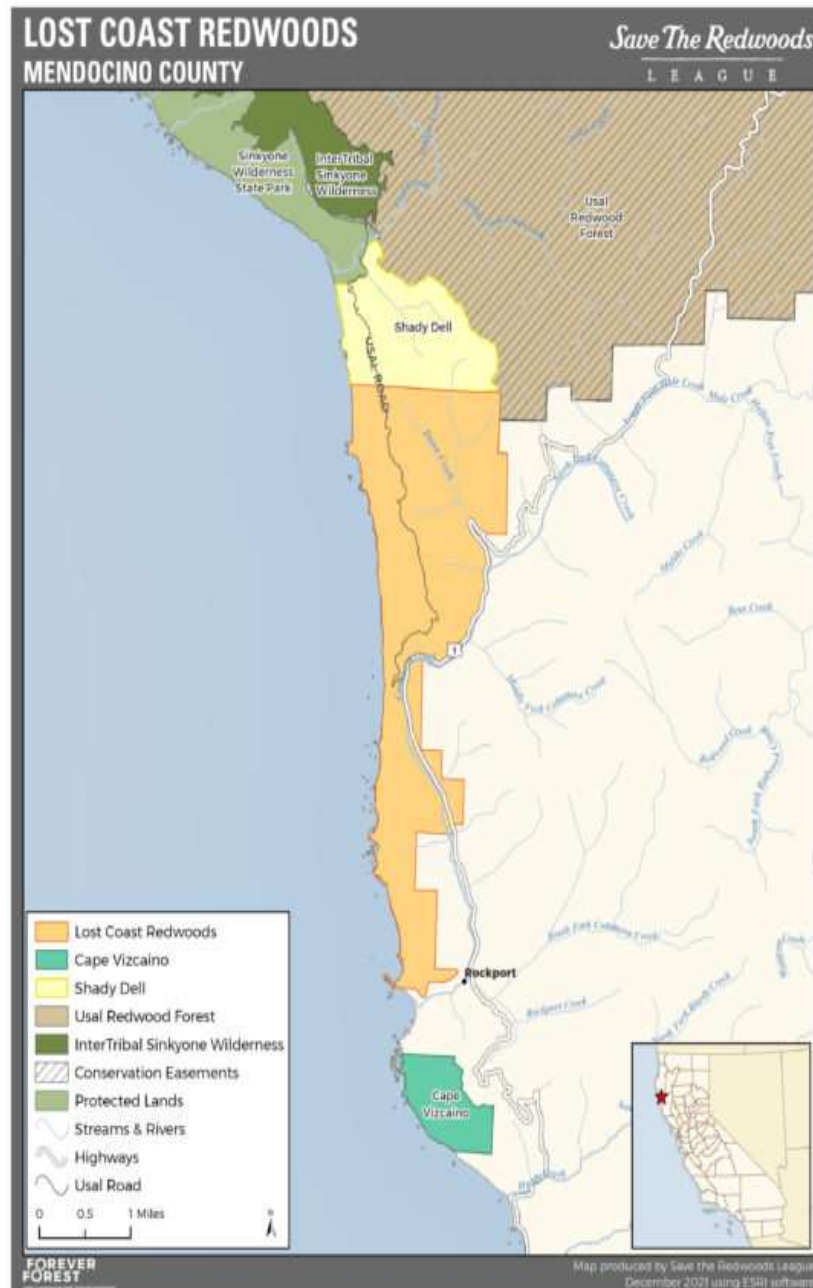 LOST COAST REDWOODS
MENDOCINO COUNTY
Save The Redwoods
LEAGUE
Sinkyone
Wilderness
State Park
InterTribal
Sinkyone
Wilderness
Usal
Redwood
Forest
Shady Dell
USAL ROAD
1
Rockport
Rockport Creek
Cape
Vizcaino
Lost Coast Redwoods
Cape Vizcaino
Shady Dell
Usal Redwood Forest
InterTribal Sinkyone Wilderness
Conservation Easements
Protected Lands
Streams & Rivers
Highways
Usal Road
0 0.5 1 Miles
N
FOREVER
FOREST
Map produced by Save the Redwoods League
December 2021 using ESRI software